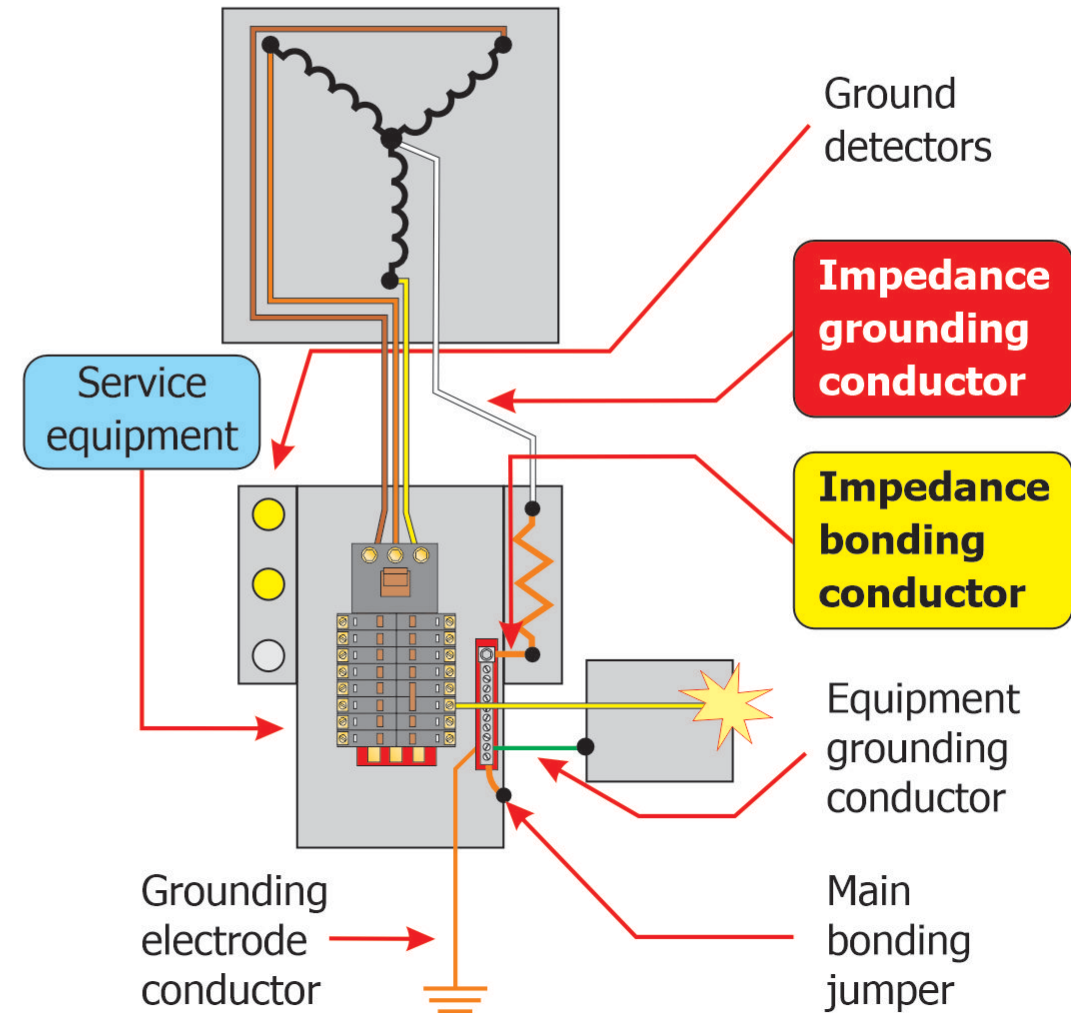 Ground
detectors
Impedance
grounding
conductor
Service
equipment
Impedance
bonding
conductor
Equipment
grounding
conductor
Grounding
electrode
conductor
Main
bonding
jumper